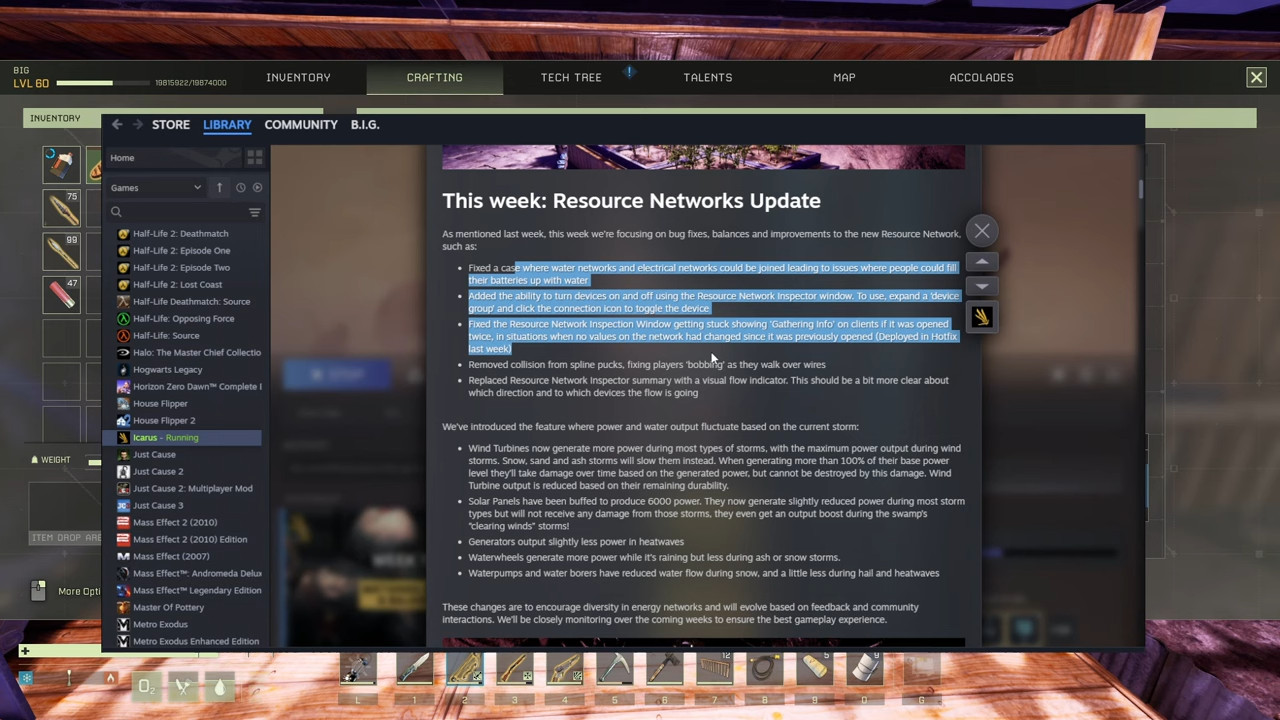 BIG
LVL 60
19815922/19874000
INVENTORY
CRAFTING
TECH TREE
!
TALENTS
MAP
ACCOLADES
INVENTORY
STORE
LIBRARY
COMMUNITY
B.I.G.
Home
Games
Half-Life 2: Deathmatch
Half-Life 2: Episode One
Half-Life 2: Episode Two
Half-Life 2: Lost Coast
Half-Life Deathmatch: Source
Half-Life: Opposing Force
Half-Life: Source
Halo: The Master Chief Collectio
Hogwarts Legacy
Horizon Zero Dawn™ Complete E
House Flipper
House Flipper 2
Icarus - Running
Just Cause
Just Cause 2
Just Cause 2: Multiplayer Mod
Just Cause 3
Mass Effect 2 (2010)
Mass Effect 2 (2010) Edition
Mass Effect (2007)
Mass Effect™: Andromeda Delux
Mass Effect™ Legendary Edition
Master Of Pottery
Metro Exodus
Metro Exodus Enhanced Edition
This week: Resource Networks Update
As mentioned last week, this week we're focusing on bug fixes, balances and improvements to the new Resource Network,
such as:
Fixed a case where water networks and electrical networks could be joined leading to issues where people could fill
their batteries up with water
Added the ability to turn devices on and off using the Resource Network Inspector window. To use, expand a 'device
group' and click the connection icon to toggle the device
Fixed the Resource Network Inspection Window getting stuck showing 'Gathering Info' on clients if it was opened
twice, in situations when no values on the network had changed since it was previously opened (Deployed in Hotfix
last week)
Removed collision from spline pucks, fixing players 'bobbing' as they walk over wires
Replaced Resource Network Inspector summary with a visual flow indicator. This should be a bit more clear about
which direction and to which devices the flow is going
We've introduced the feature where power and water output fluctuate based on the current storm:
Wind Turbines now generate more power during most types of storms, with the maximum power output during wind
storms. Snow, sand and ash storms will slow them instead. When generating more than 100% of their base power
level they'll take damage over time based on the generated power, but cannot be destroyed by this damage. Wind
Turbine output is reduced based on their remaining durability.
Solar Panels have been buffed to produce 6000 power. They now generate slightly reduced power during most storm
types but will not receive any damage from those storms, they even get an output boost during the swamp's
"clearing winds" storms!
Generators output slightly less power in heatwaves
Waterwheels generate more power while it's raining but less during ash or snow storms.
Waterpumps and water borers have reduced water flow during snow, and a little less during hail and heatwaves
These changes are to encourage diversity in energy networks and will evolve based on feedback and community
interactions. We'll be closely monitoring over the coming weeks to ensure the best gameplay experience.
75
99
47
WEIGHT
ITEM DROP ARE
More Opti
O2
12
5
9
L
1
2
3
4
5
6
7
8
9
0
G